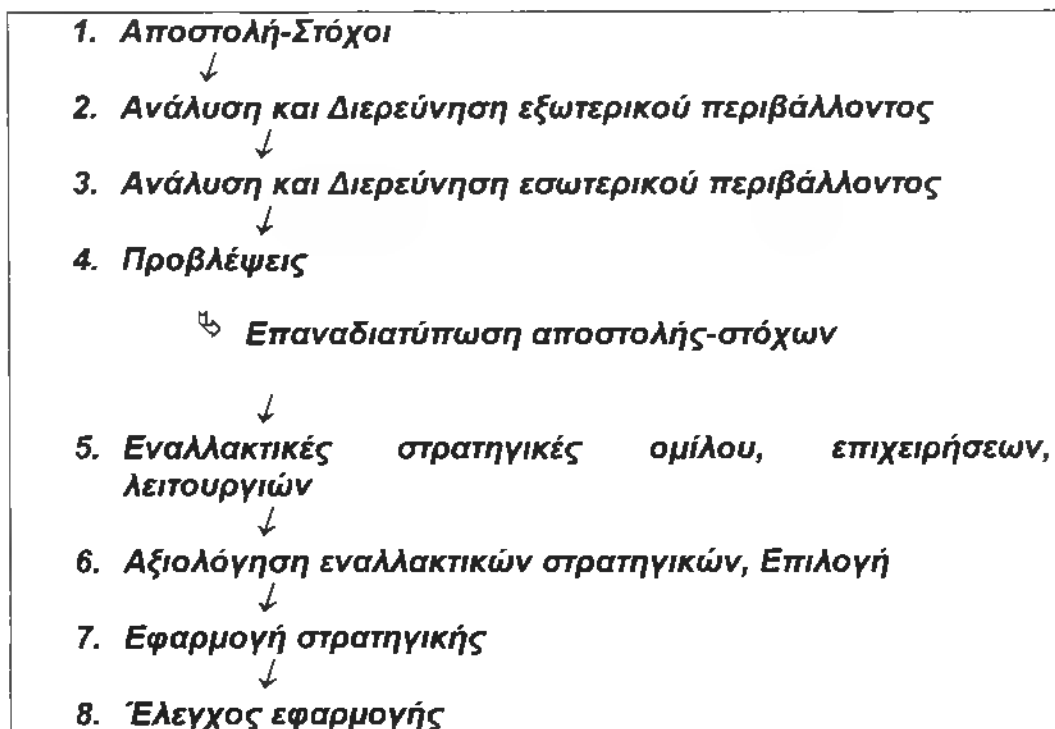 1. Αποστολή-Στόχοι
↓
2. Ανάλυση και Διερεύνηση εξωτερικού περιβάλλοντος
↓
3. Ανάλυση και Διερεύνηση εσωτερικού περιβάλλοντος
↓
4. Προβλέψεις
Επαναδιατύπωση αποστολής-στόχων
↓
5. Εναλλακτικές στρατηγικές ομίλου, επιχειρήσεων,
λειτουργιών
↓
6. Αξιολόγηση εναλλακτικών στρατηγικών, Επιλογή
↓
7. Εφαρμογή στρατηγικής
↓
8. Έλεγχος εφαρμογής